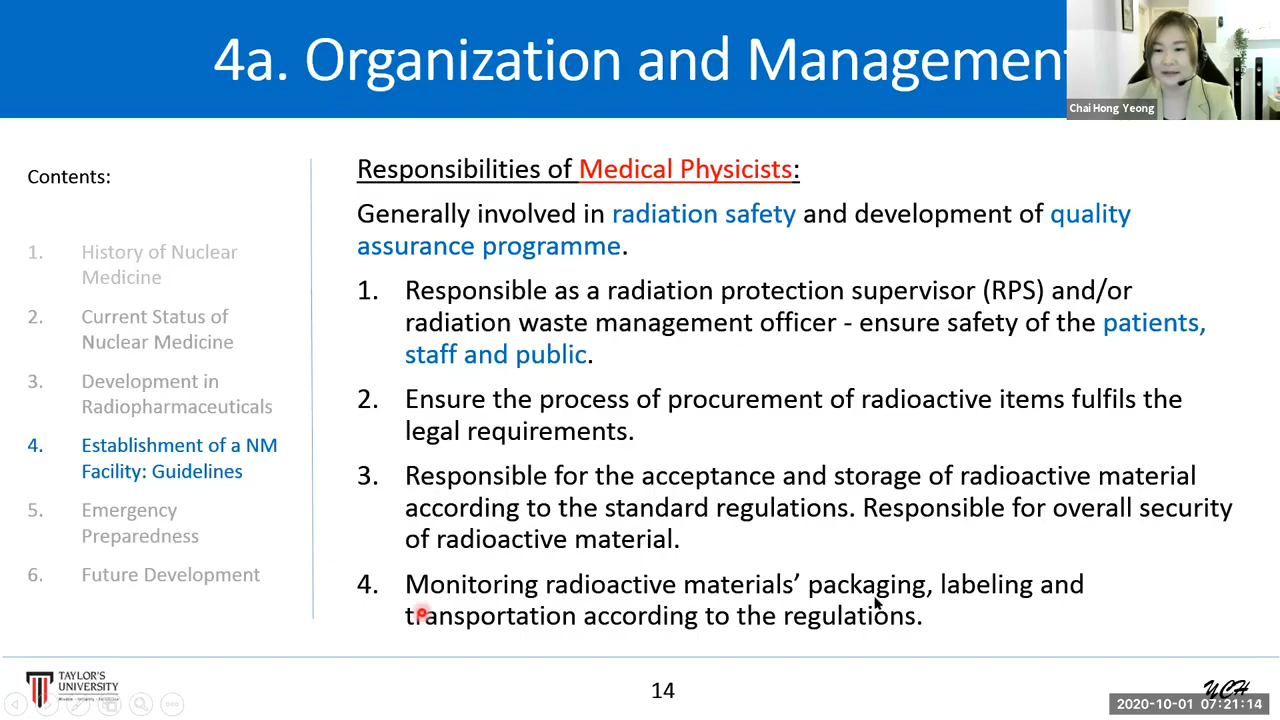 4a. Organization and Management
Chai Hong Yeong
Contents:
1. History of Nuclear
Medicine
2. Current Status of
Nuclear Medicine
3. Development in
Radiopharmaceuticals
4. Establishment of a NM
Facility: Guidelines
5. Emergency
Preparedness
6. Future Development
Responsibilities of Medical Physicists:
Generally involved in radiation safety and development of quality
assurance programme.
1. Responsible as a radiation protection supervisor (RPS) and/or
radiation waste management officer - ensure safety of the patients,
staff and public.
2. Ensure the process of procurement of radioactive items fulfils the
legal requirements.
3. Responsible for the acceptance and storage of radioactive material
according to the standard regulations. Responsible for overall security
of radioactive material.
4. Monitoring radioactive materials’ packaging, labeling and
transportation according to the regulations.
TAYLOR'S
UNIVERSITY
14
YCH
2020-10-01 07:21:14